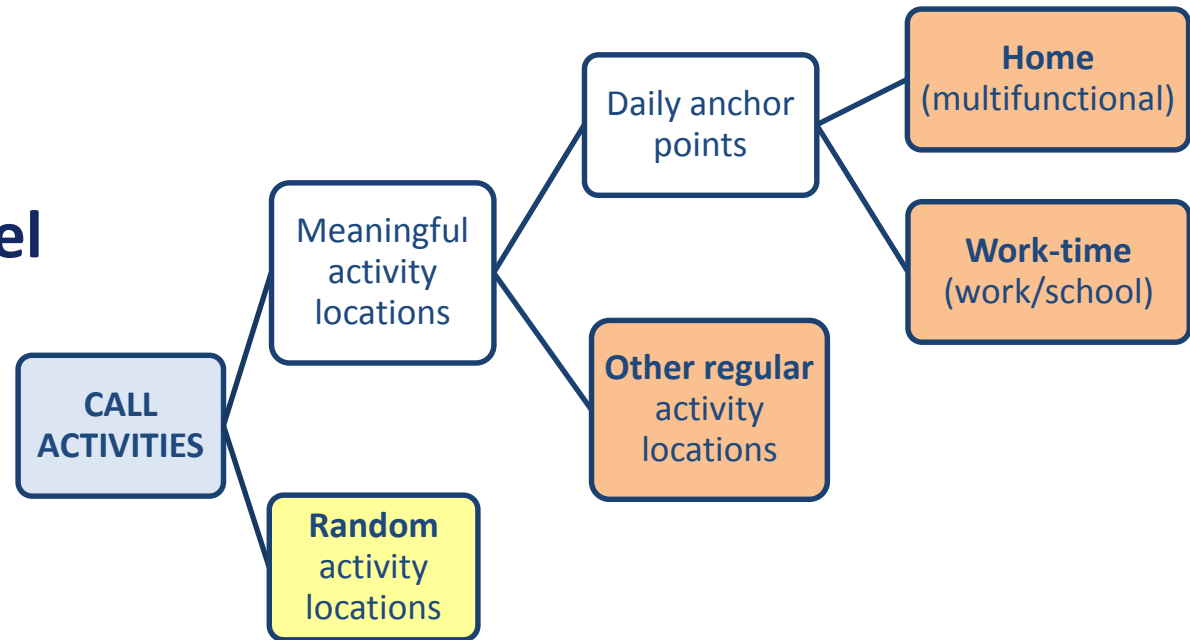 el
CALL
ACTIVITIES
Meaningful
activity
locations
Random
activity
locations
Daily anchor
points
Other regular
activity
locations
Home
(multifunctional)
Work-time
(work/school)